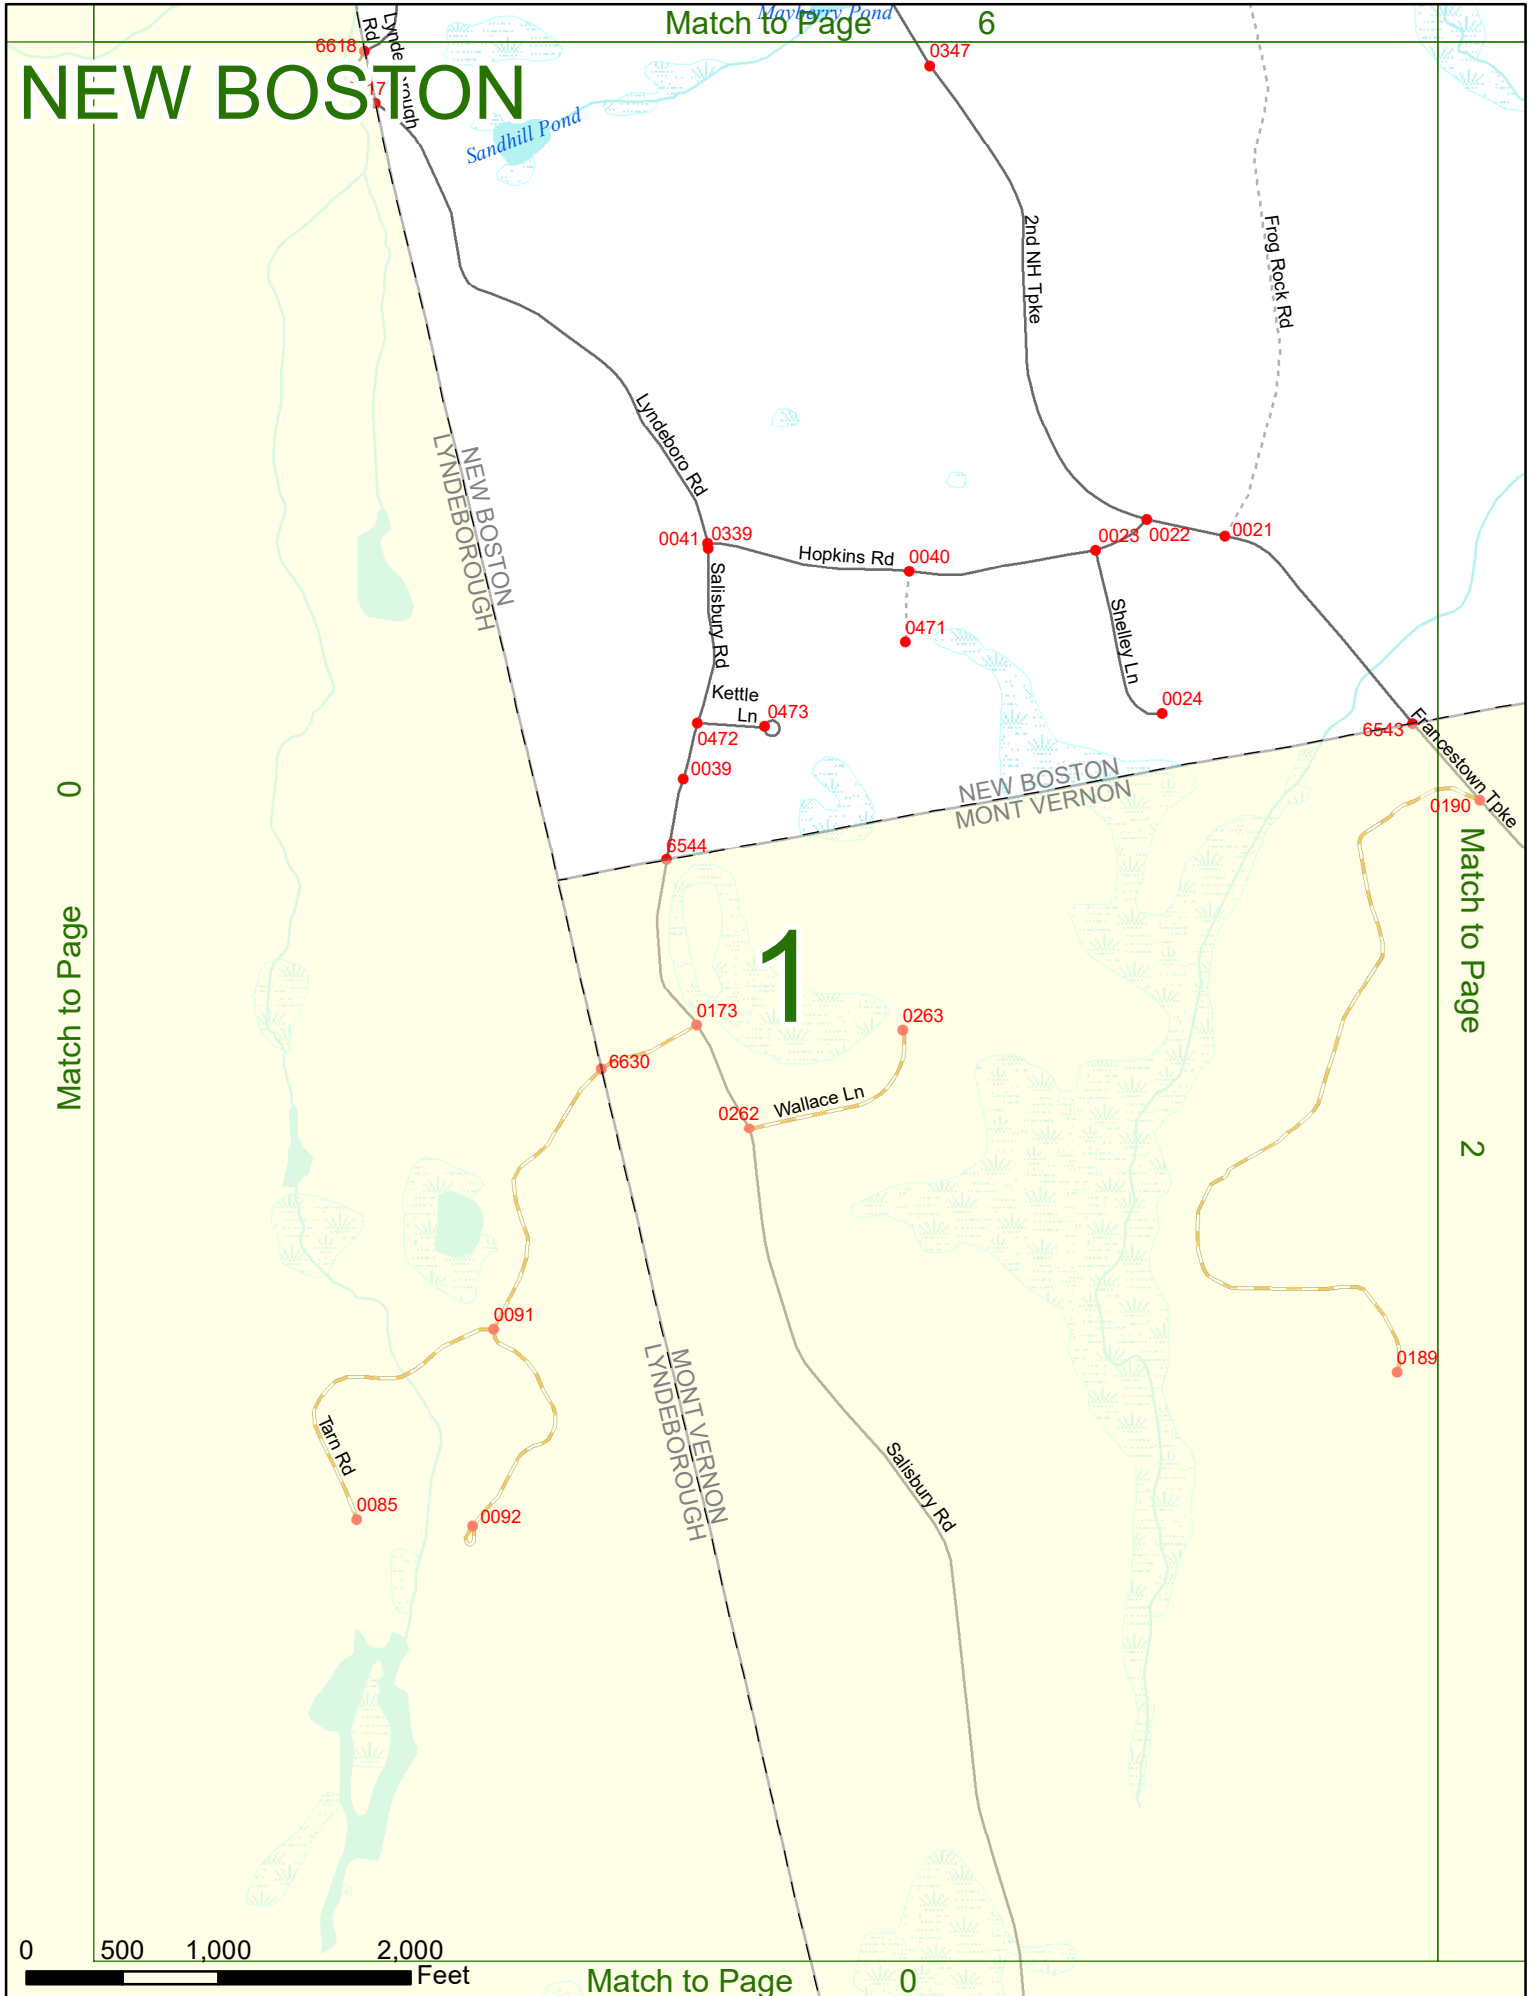 Mayberry Pond
Match to Page 6
6618
Lynde rough
Rd
0347
NEW BOSTON
17
Sandhill Pond
2nd NH Tpke
Frog Rock Rd
Lyndeboro Rd
NEW BOSTON
LYNDEBOROUGH
0041
0339
Hopkins Rd
0040
0023
0022
0021
Salisbury Rd
0471
Shelley Ln
Kettle
Ln
0473
0472
0024
6543
Francestown Tpke
0039
NEW BOSTON
MONT VERNON
0190
6544
Match to Page 0
Match to Page 2
1
0173
0263
6630
0262
Wallace Ln
0091
0189
MONT VERNON
LYNDEBOROUGH
Tarn Rd
0085
0092
Salisbury Rd
0 500 1,000 2,000
Feet
Match to Page 0